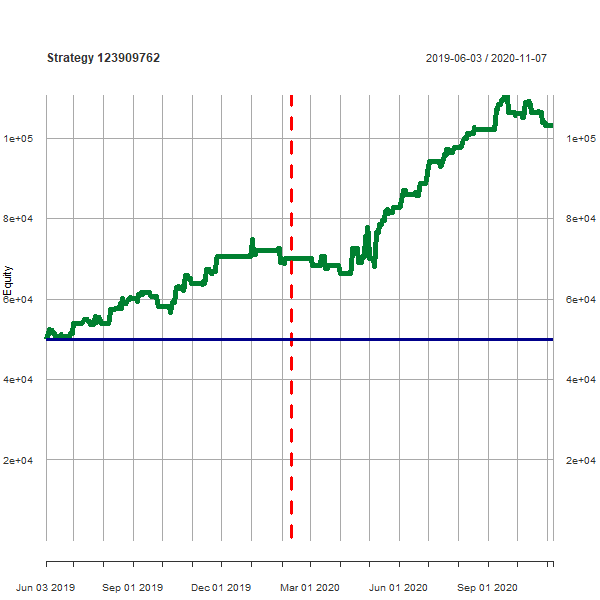 Strategy 123909762
2019-06-03 / 2020-11-07
1e+05
1e+05
8e+04
8e+04
Equity
6e+04
6e+04
4e+04
4e+04
2e+04
2e+04
Jun 03 2019
Sep 01 2019
Dec 01 2019
Mar 01 2020
Jun 01 2020
Sep 01 2020